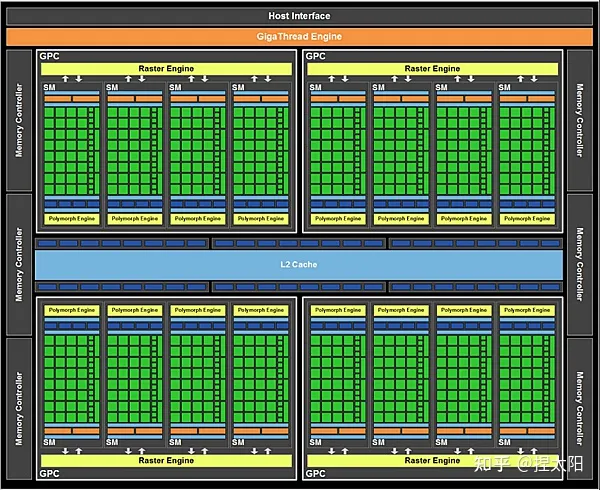 Host Interface
GigaThread Engine
GPC
GPC
Raster Engine
Raster Engine
SM SM SM SM
SM SM SM SM
Memory Controller
Memory Controller
Polymorph Engine Polymorph Engine Polymorph Engine Polymorph Engine
Polymorph Engine Polymorph Engine Polymorph Engine Polymorph Engine
Memory Controller
L2 Cache
Memory Controller
Polymorph Engine Polymorph Engine Polymorph Engine Polymorph Engine
Polymorph Engine Polymorph Engine Polymorph Engine Polymorph Engine
Memory Controller
Memory Controller
SM SM SM SM
SM SM SM SM
Raster Engine
Raster Engine
GPC
GPC
知乎 @捏太阳